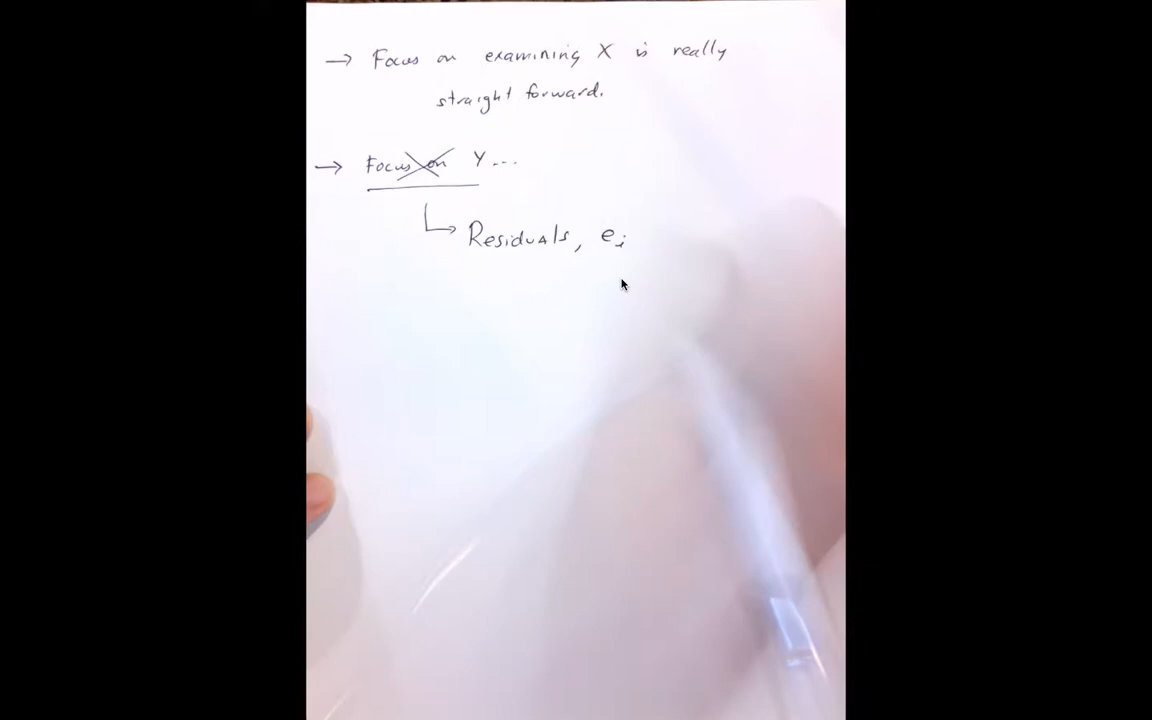 → Focus on examining X is really
straight forward.
→ Focus on Y...
↳ Residuals, ei